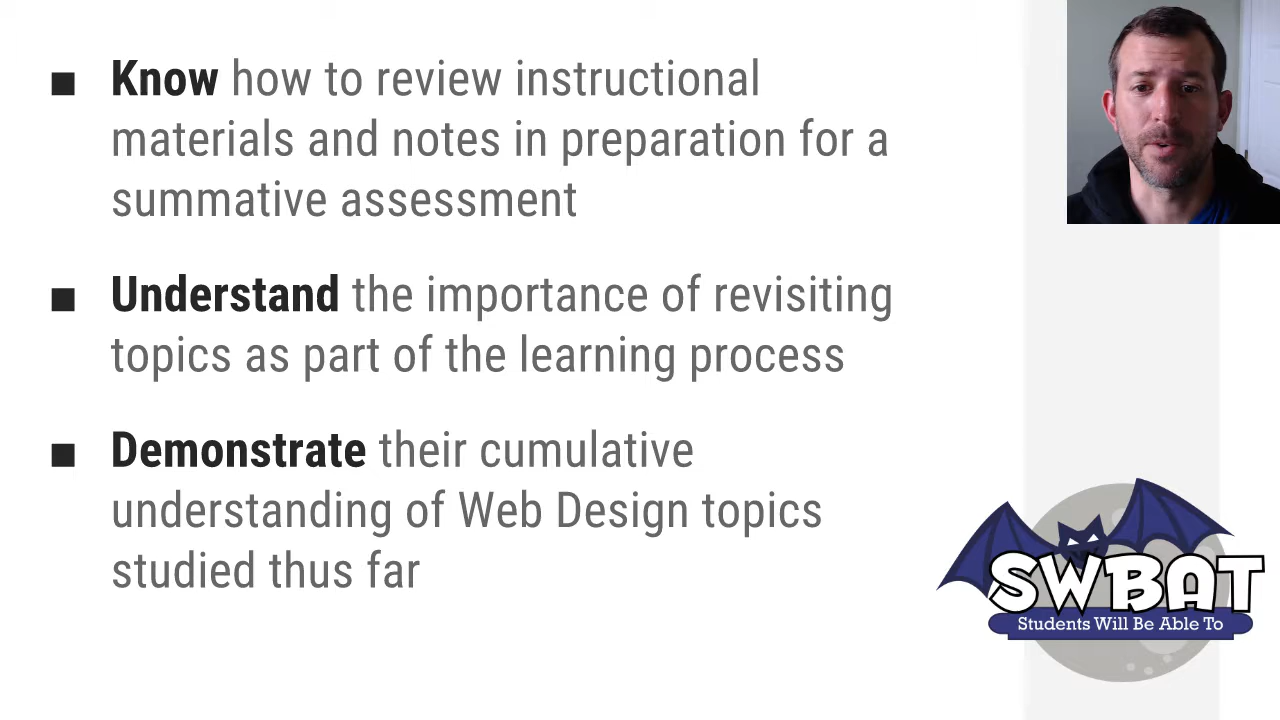 ■ Know how to review instructional
materials and notes in preparation for a
summative assessment
■ Understand the importance of revisiting
topics as part of the learning process
■ Demonstrate their cumulative
understanding of Web Design topics
studied thus far
SWBAT
Students Will Be Able To